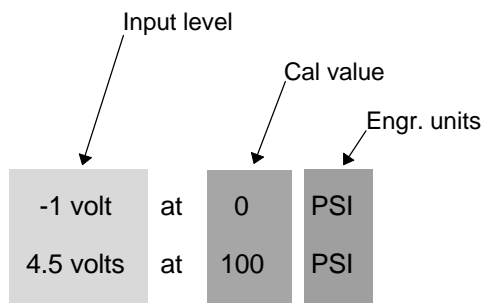 Input level
Cal value
Engr. units
-1 volt at 0 PSI
4.5 volts at 100 PSI